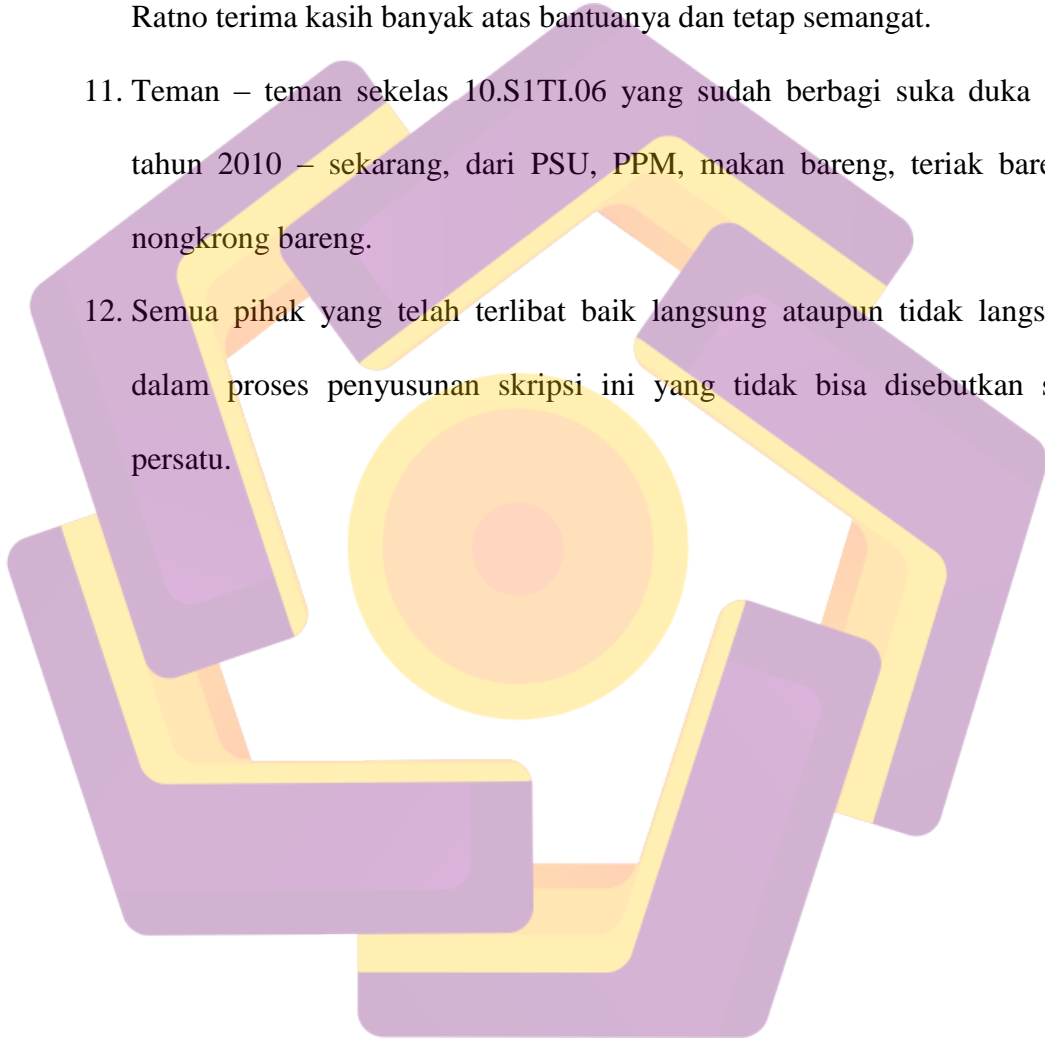 Ratno terima kasih banyak atas bantuanya dan tetap semangat.
11. Teman – teman sekelas 10.S1TI.06 yang sudah berbagi suka duka
tahun 2010 – sekarang, dari PSU, PPM, makan bareng, teriak
nongkrong bareng.
12. Semua pihak yang telah terlibat baik langsung ataupun tidak
dalam proses penyusunan skripsi ini yang tidak bisa disebutkan
persatu.